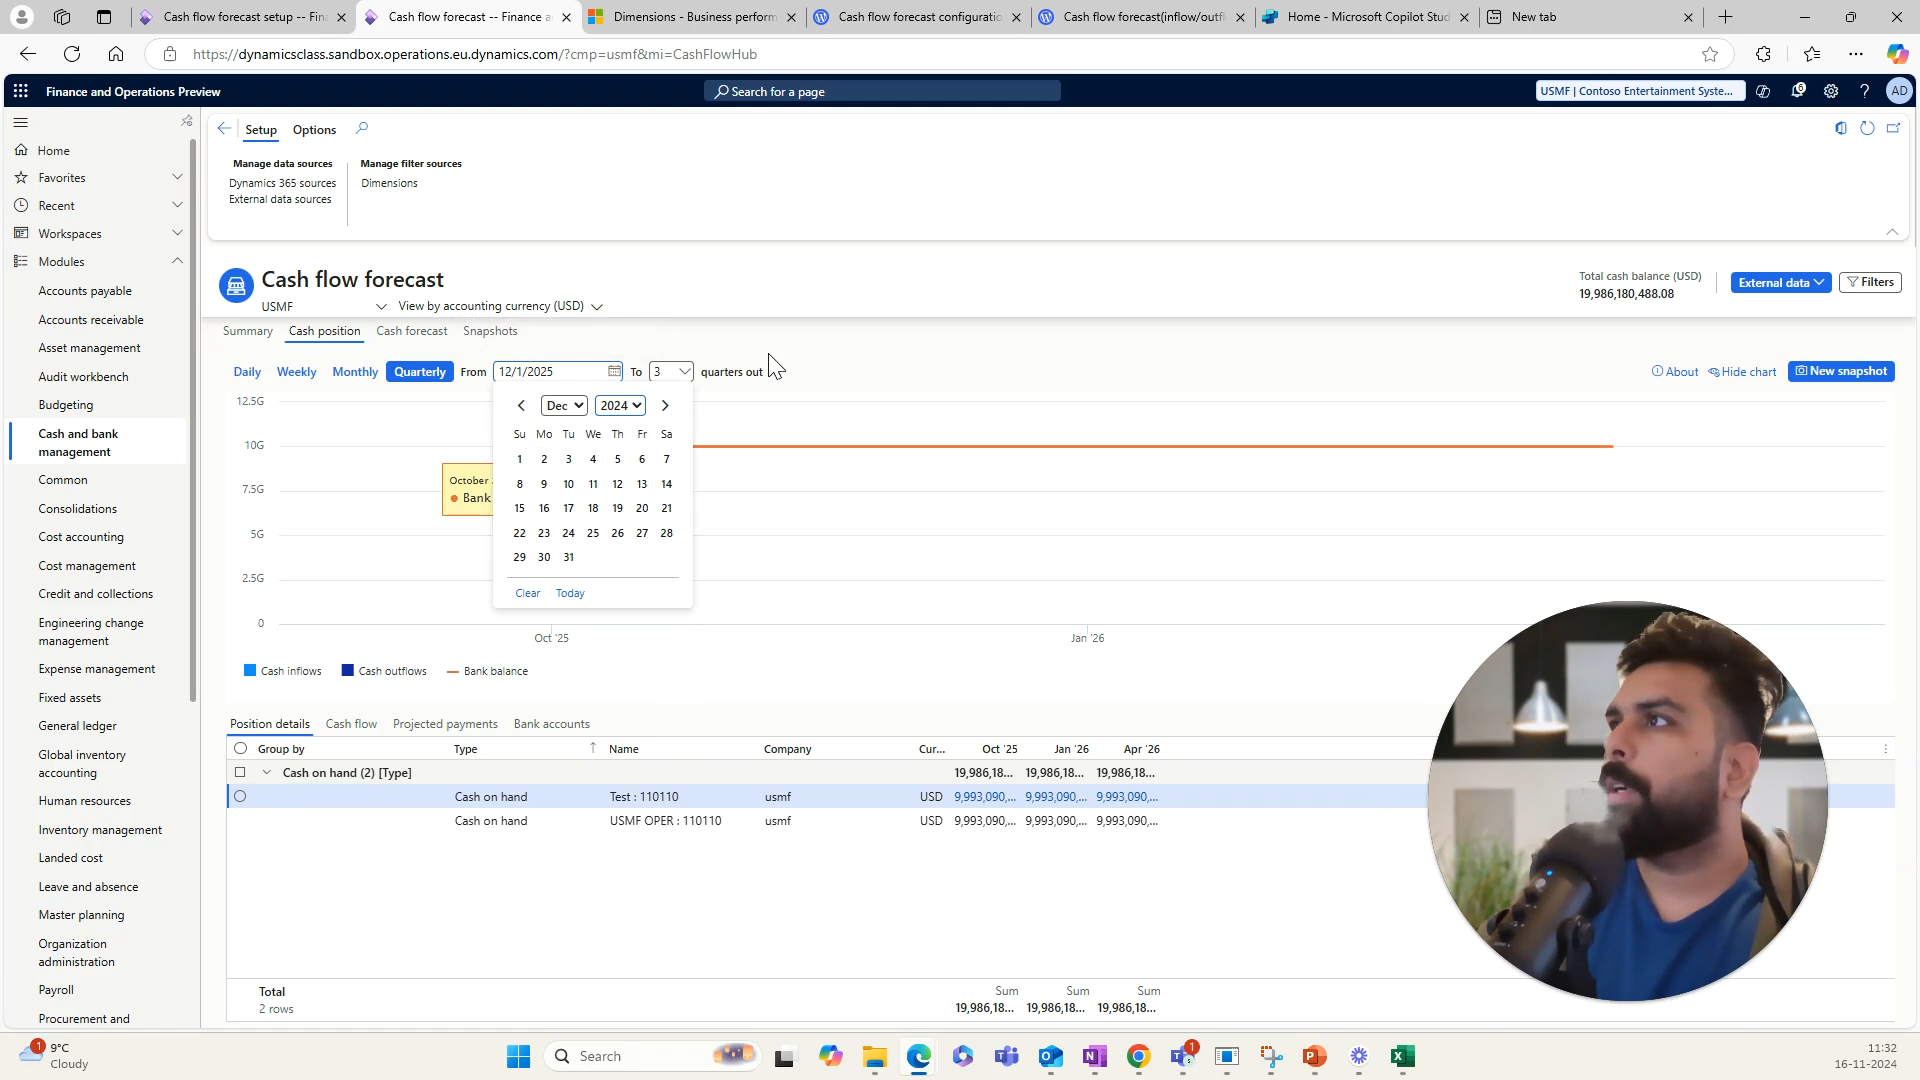 Cash flow forecast setup -- Fin
Cash flow forecast -- Finance a
Dimensions - Business perform
Cash flow forecast configuratio
Cash flow forecast(inflow/outfl
Home - Microsoft Copilot Stud
New tab
https://dynamicsclass.sandbox.operations.eu.dynamics.com/?cmp=usmf&mi=CashFlowHub
Finance and Operations Preview
Search for a page
USMF | Contoso Entertainment Syste...
6
?
AD
Setup
Options
Manage data sources
Manage filter sources
Dynamics 365 sources
Dimensions
External data sources
Home
Favorites
Recent
Workspaces
Modules
Accounts payable
Accounts receivable
Asset management
Audit workbench
Budgeting
Cash and bank
management
Common
Consolidations
Cost accounting
Cost management
Credit and collections
Engineering change
management
Expense management
Fixed assets
General ledger
Global inventory
accounting
Human resources
Inventory management
Landed cost
Leave and absence
Master planning
Organization
administration
Payroll
Procurement and
Cash flow forecast
USMF
View by accounting currency (USD)
Total cash balance (USD)
19,986,180,488.08
External data
Filters
Summary
Cash position
Cash forecast
Snapshots
Daily
Weekly
Monthly
Quarterly
From
12/1/2025
To
3
quarters out
About
Hide chart
New snapshot
12.5G
10G
7.5G
5G
2.5G
0
Dec
2024
Su Mo Tu We Th Fr Sa
1 2 3 4 5 6 7
8 9 10 11 12 13 14
15 16 17 18 19 20 21
22 23 24 25 26 27 28
29 30 31
Clear
Today
October
Bank
Oct '25
Jan '26
Cash inflows
Cash outflows
Bank balance
Position details
Cash flow
Projected payments
Bank accounts
Group by Type Name Company Cur... Oct '25 Jan '26 Apr '26
Cash on hand (2) [Type] 19,986,18... 19,986,18... 19,986,18...
Cash on hand Test : 110110 usmf USD 9,993,090,... 9,993,090,... 9,993,090,...
Cash on hand USMF OPER : 110110 usmf USD 9,993,090,... 9,993,090,... 9,993,090,...
Total Sum Sum Sum
2 rows 19,986,18... 19,986,18... 19,986,18...
1
9°C
Cloudy
Search
1
11:32
16-11-2024